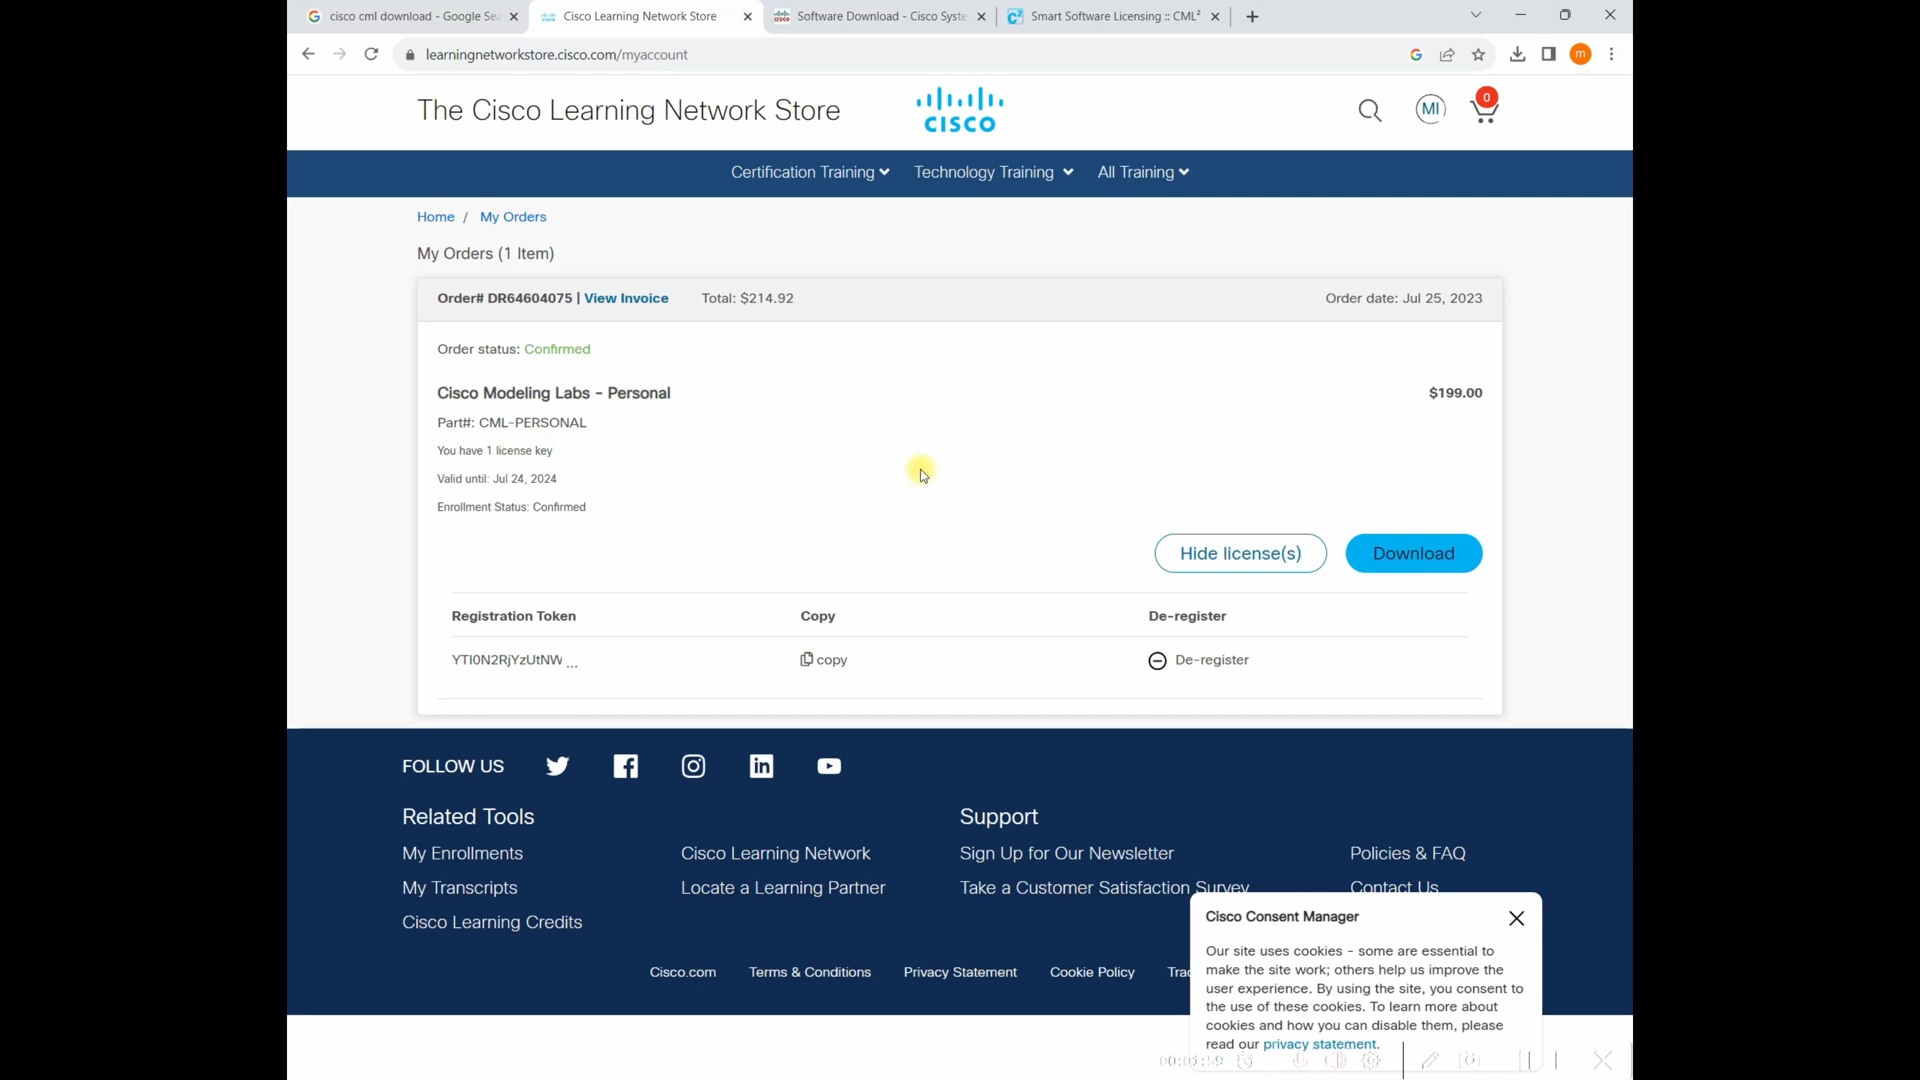 cisco cml download - Google Sea
Cisco Learning Network Store
Software Download - Cisco Syste
Smart Software Licensing :: CML²
learningnetworkstore.cisco.com/myaccount
m
The Cisco Learning Network Store
CISCO
MI
0
Certification Training
Technology Training
All Training
Home / My Orders
My Orders (1 Item)
Order# DR64604075 | View Invoice
Total: $214.92
Order date: Jul 25, 2023
Order status: Confirmed
Cisco Modeling Labs - Personal
$199.00
Part#: CML-PERSONAL
You have 1 license key
Valid until: Jul 24, 2024
Enrollment Status: Confirmed
Hide license(s)
Download
Registration Token
Copy
De-register
YTI0N2RjYzUtNW ...
copy
De-register
FOLLOW US
Related Tools
Support
My Enrollments
Cisco Learning Network
Sign Up for Our Newsletter
Policies & FAQ
My Transcripts
Locate a Learning Partner
Take a Customer Satisfaction Survey
Contact Us
Cisco Learning Credits
Cisco.com
Terms & Conditions
Privacy Statement
Cookie Policy
Cisco Consent Manager
Our site uses cookies - some are essential to
make the site work; others help us improve the
user experience. By using the site, you consent to
the use of these cookies. To learn more about
cookies and how you can disable them, please
read our privacy statement.